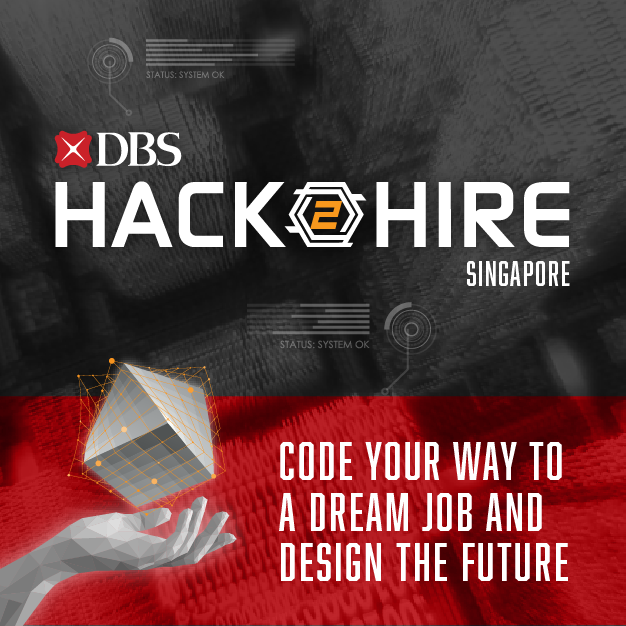 STATUS: SYSTEM OK
DBS
HACK2HIRE
SINGAPORE
STATUS: SYSTEM OK
CODE YOUR WAY TO
A DREAM JOB AND
DESIGN THE FUTURE